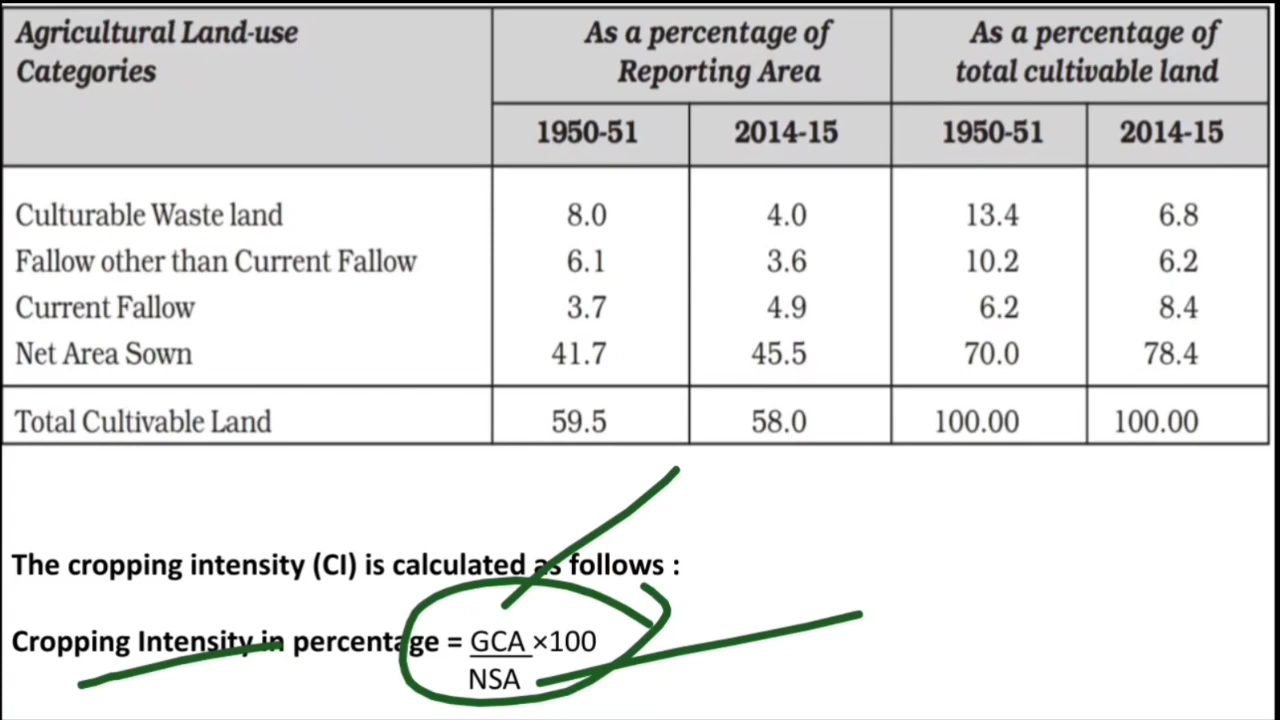 Agricultural Land-use Categories | As a percentage of Reporting Area | As a percentage of total cultivable land
1950-51 | 2014-15 | 1950-51 | 2014-15
Culturable Waste land 8.0 4.0 13.4 6.8
Fallow other than Current Fallow 6.1 3.6 10.2 6.2
Current Fallow 3.7 4.9 6.2 8.4
Net Area Sown 41.7 45.5 70.0 78.4
Total Cultivable Land 59.5 58.0 100.00 100.00
The cropping intensity (CI) is calculated as follows :
Cropping Intensity in percentage = GCA ×100
NSA